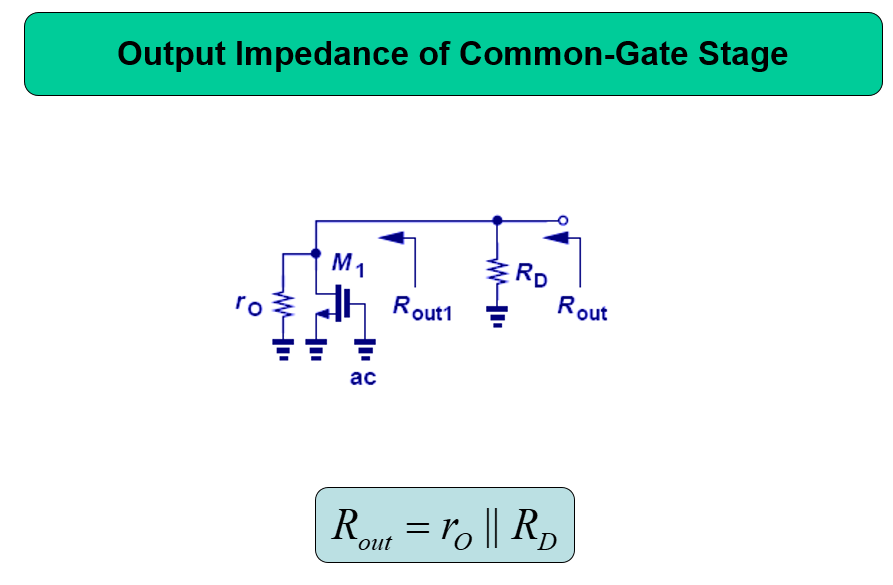 Output Impedance of Common-Gate Stage
M1
rO
Rout1
RD
Rout
ac
Rout = rO || RD